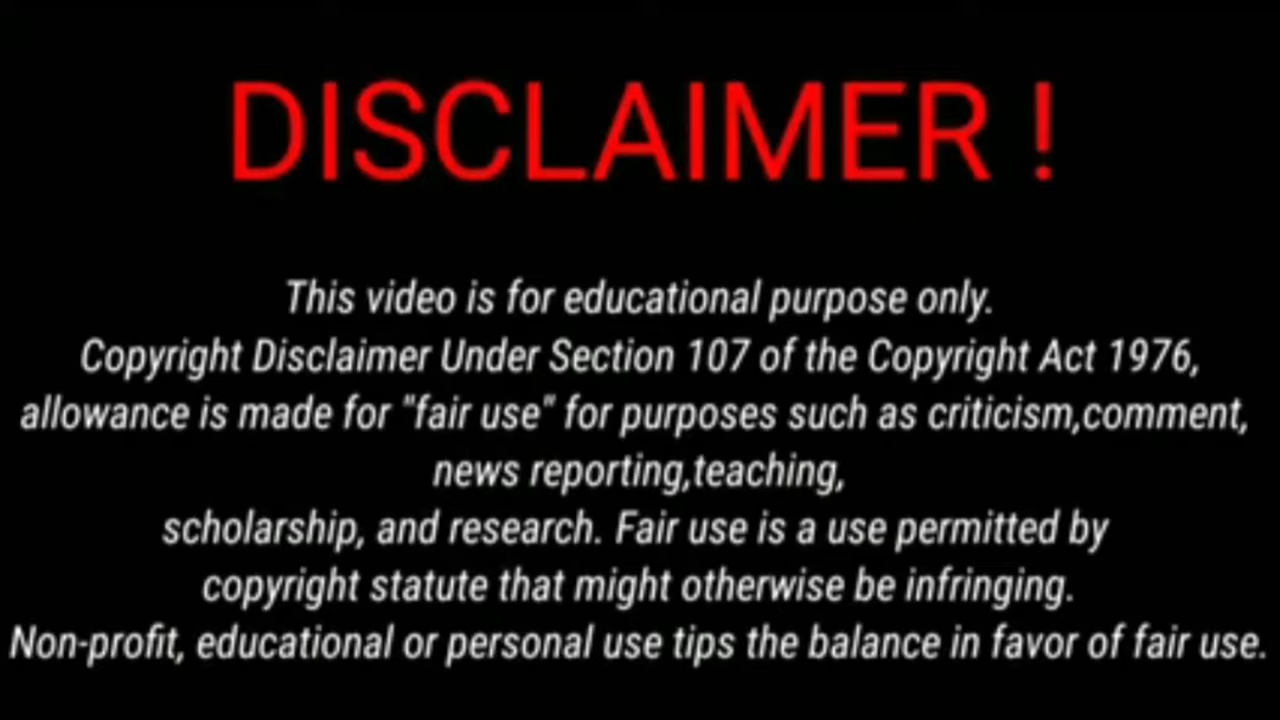 DISCLAIMER !
This video is for educational purpose only.
Copyright Disclaimer Under Section 107 of the Copyright Act 1976,
allowance is made for "fair use" for purposes such as criticism,comment,
news reporting,teaching,
scholarship, and research. Fair use is a use permitted by
copyright statute that might otherwise be infringing.
Non-profit, educational or personal use tips the balance in favor of fair use.